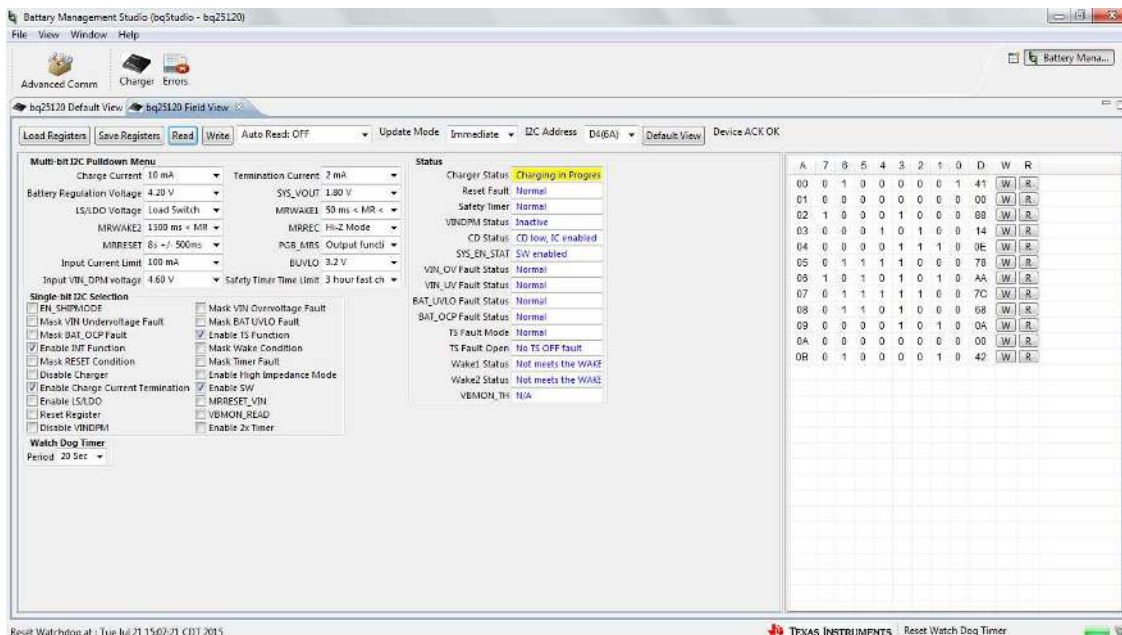 Battary Management Studio (bqStudio - bq25120)
File View Window Help
Advanced Comm Charger Errors Battery Mana...
bq25120 Default View bq25120 Field View
Load Registers Save Registers Read Write Auto Read: OFF Update Mode Immediate I2C Address D4(6A) Default View Device ACK OK
Multi-bit I2C Pulldown Menu
Charge Current 10 mA Termination Current 2 mA
Battery Regulation Voltage 4.20 V SYS_VOUT 1.80 V
LS/LDO Voltage Load Switch MRWAKE1 50 ms < MR <
MRWAKE2 1500 ms < MR MRREC Hi-Z Mode
MRRESET 8s +/- 500ms PGB_MRS Output functi
Input Current Limit 100 mA BUVLO 3.2 V
Input VIN_DPM voltage 4.60 V Safety Timer Time Limit 3 hour fast ch
Single-bit I2C Selection
EN_SHIPMODE Mask VIN Overvoltage Fault
Mask VIN Undervoltage Fault Mask BAT UVLO Fault
Mask BAT_OCP Fault Enable TS Function
Enable INT Function Mask Wake Condition
Mask RESET Condition Mask Timer Fault
Disable Charger Enable High Impedance Mode
Enable Charge Current Termination Enable SW
Enable LS/LDO MRRESET_VIN
Reset Register VBMON_READ
Disable VINDPM Enable 2x Timer
Watch Dog Timer
Period 20 Sec
Status
Charger Status Charging in Progres
Reset Fault Normal
Safety Timer Normal
VINDPM Status Inactive
CD Status CD low, IC enabled
SYS_EN_STAT SW enabled
VIN_OV Fault Status Normal
VIN_UV Fault Status Normal
BAT_UVLO Fault Status Normal
BAT_OCP Fault Status Normal
TS Fault Mode Normal
TS Fault Open No TS OFF fault
Wake1 Status Not meets the WAKE
Wake2 Status Not meets the WAKE
VBMON_TH N/A
A 7 6 5 4 3 2 1 0 D W R
00 0 1 0 0 0 0 0 1 41 W R
01 0 0 0 0 0 0 0 0 00 W R
02 1 0 0 0 1 0 0 0 88 W R
03 0 0 0 1 0 1 0 0 14 W R
04 0 0 0 0 1 1 1 0 0E W R
05 0 1 1 1 1 0 0 0 78 W R
06 1 0 1 0 1 0 1 0 AA W R
07 0 1 1 1 1 1 0 0 7C W R
08 0 1 1 0 1 0 0 0 68 W R
09 0 0 0 0 1 0 1 0 0A W R
0A 0 0 0 0 0 0 0 0 00 W R
0B 0 1 0 0 0 0 1 0 42 W R
Reset Watchdog at : Tue Jul 21 15:07:21 CDT 2015 TEXAS INSTRUMENTS Reset Watch Dog Timer